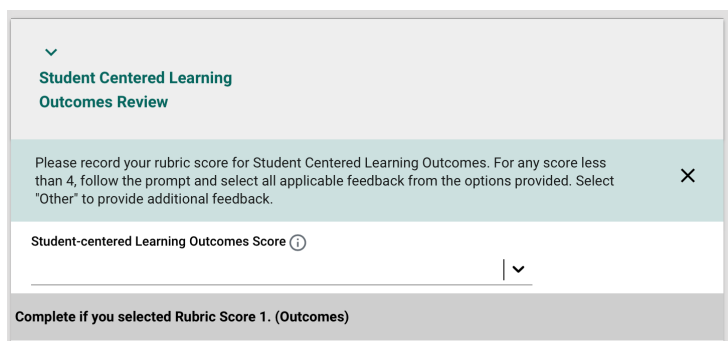 Student Centered Learning
Outcomes Review
Please record your rubric score for Student Centered Learning Outcomes. For any score less
than 4, follow the prompt and select all applicable feedback from the options provided. Select
"Other" to provide additional feedback.
Student-centered Learning Outcomes Score
Complete if you selected Rubric Score 1. (Outcomes)